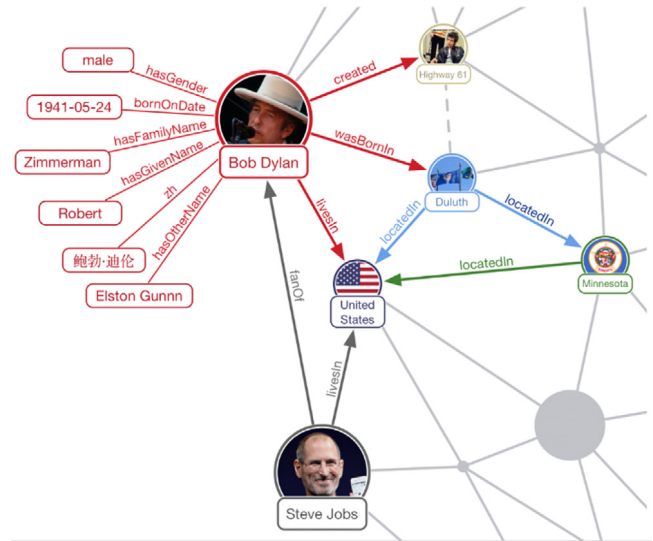 male
hasGender
created
Highway 61
1941-05-24
bornOnDate
hasFamilyName
wasBornIn
Zimmerman
hasGivenName
Bob Dylan
zh
Robert
hasOtherName
livesIn
Duluth
locatedIn
locatedIn
鲍勃·迪伦
locatedIn
Elston Gunnn
fanOf
United
States
Minnesota
livesIn
Steve Jobs